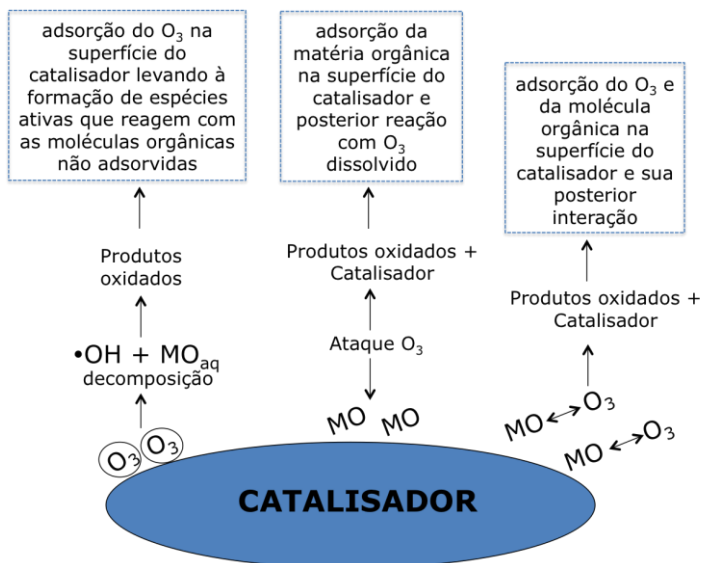 adsorção do O₃ na
superfície do
catalisador levando à
formação de espécies
ativas que reagem com
as moléculas orgânicas
não adsorvidas
Produtos
oxidados
•OH + MOaq
decomposição
O₃ O₃
adsorção da
matéria orgânica
na superfície do
catalisador e
posterior reação
com O₃
dissolvido
Produtos oxidados +
Catalisador
Ataque O₃
MO MO
adsorção do O₃ e
da molécula
orgânica na
superfície do
catalisador e sua
posterior
interação
Produtos oxidados +
Catalisador
MO↔O₃
MO↔O₃
CATALISADOR